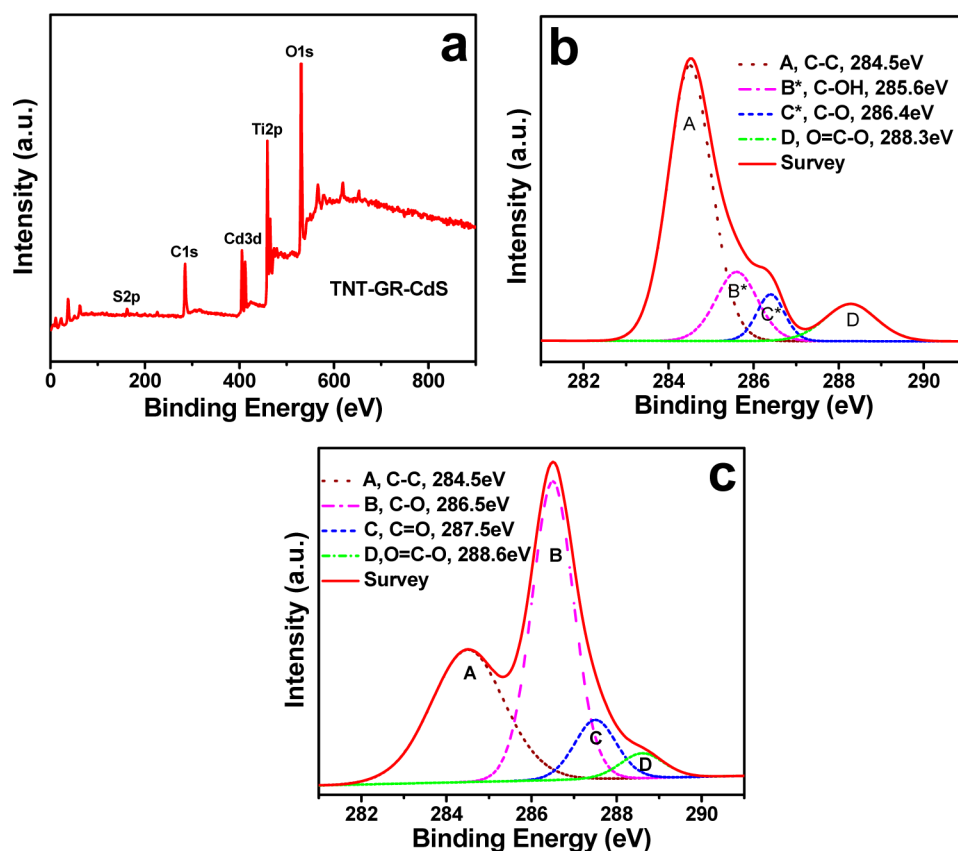 a
O1s
Ti2p
Cd3d
C1s
S2p
TNT-GR-CdS
Intensity (a.u.)
0 200 400 600 800
Binding Energy (eV)
b
A, C-C, 284.5eV
B*, C-OH, 285.6eV
C*, C-O, 286.4eV
D, O=C-O, 288.3eV
Survey
A
B*
C*
D
Intensity (a.u.)
282 284 286 288 290
Binding Energy (eV)
c
A, C-C, 284.5eV
B, C-O, 286.5eV
C, C=O, 287.5eV
D,O=C-O, 288.6eV
Survey
A
B
C
D
Intensity (a.u.)
282 284 286 288 290
Binding Energy (eV)